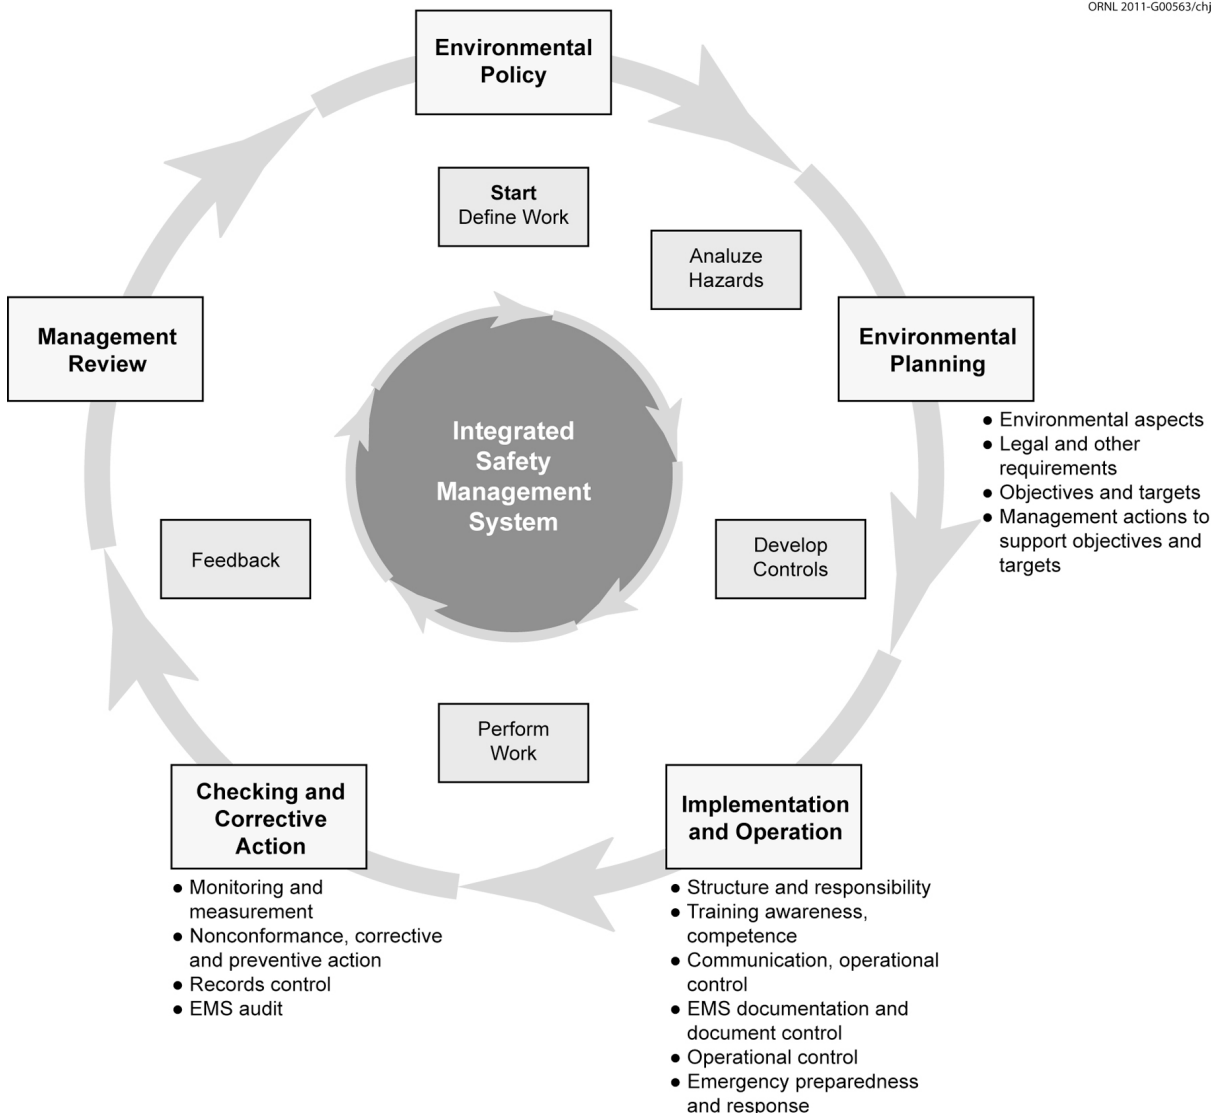 ORNL 2011-G00563/chj
Environmental
Policy
Start
Define Work
Analuze
Hazards
Management
Review
Environmental
Planning
● Environmental aspects
● Legal and other
requirements
● Objectives and targets
● Management actions to
support objectives and
targets
Integrated
Safety
Management
System
Feedback
Develop
Controls
Perform
Work
Checking and
Corrective
Action
● Monitoring and
measurement
● Nonconformance, corrective
and preventive action
● Records control
● EMS audit
Implementation
and Operation
● Structure and responsibility
● Training awareness,
competence
● Communication, operational
control
● EMS documentation and
document control
● Operational control
● Emergency preparedness
and response